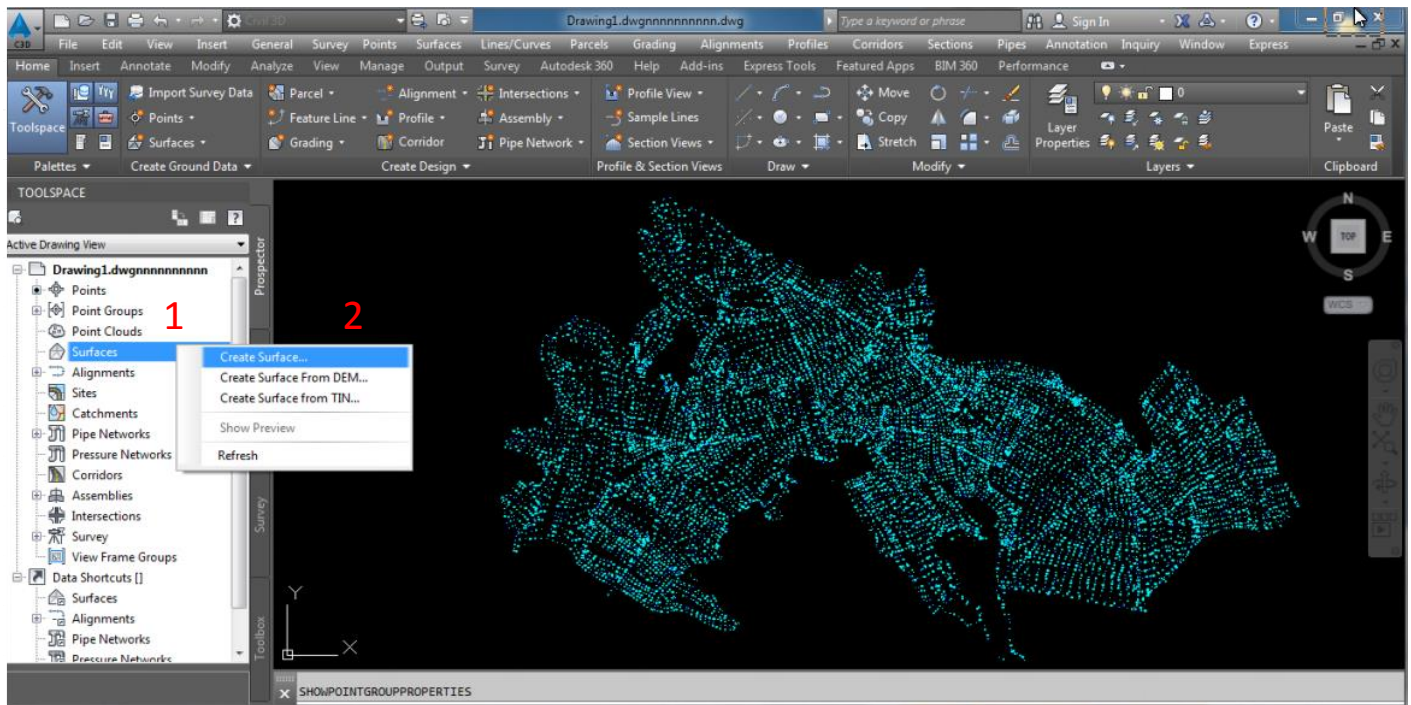 Civil 3D Drawing1.dwgnnnnnnnnnn.dwg Type a keyword or phrase Sign In ?
C3D File Edit View Insert General Survey Points Surfaces Lines/Curves Parcels Grading Alignments Profiles Corridors Sections Pipes Annotation Inquiry Window Express
Home Insert Annotate Modify Analyze View Manage Output Survey Autodesk 360 Help Add-ins Express Tools Featured Apps BIM 360 Performance
Import Survey Data Parcel Alignment Intersections Profile View Move 0
Toolspace Points Feature Line Profile Assembly Sample Lines Copy Layer Properties Paste
Surfaces Grading Corridor Pipe Network Section Views Stretch
Palettes Create Ground Data Create Design Profile & Section Views Draw Modify Layers Clipboard
TOOLSPACE
?
Active Drawing View
Prospector
Survey
Toolbox
Drawing1.dwgnnnnnnnnnn
Points
Point Groups
Point Clouds
Surfaces
Alignments
Sites
Catchments
Pipe Networks
Pressure Networks
Corridors
Assemblies
Intersections
Survey
View Frame Groups
Data Shortcuts []
Surfaces
Alignments
Pipe Networks
Pressure Networks
1
2
Create Surface...
Create Surface From DEM...
Create Surface from TIN...
Show Preview
Refresh
N
W TOP E
S
WCS
Y
X
SHOWPOINTGROUPPROPERTIES